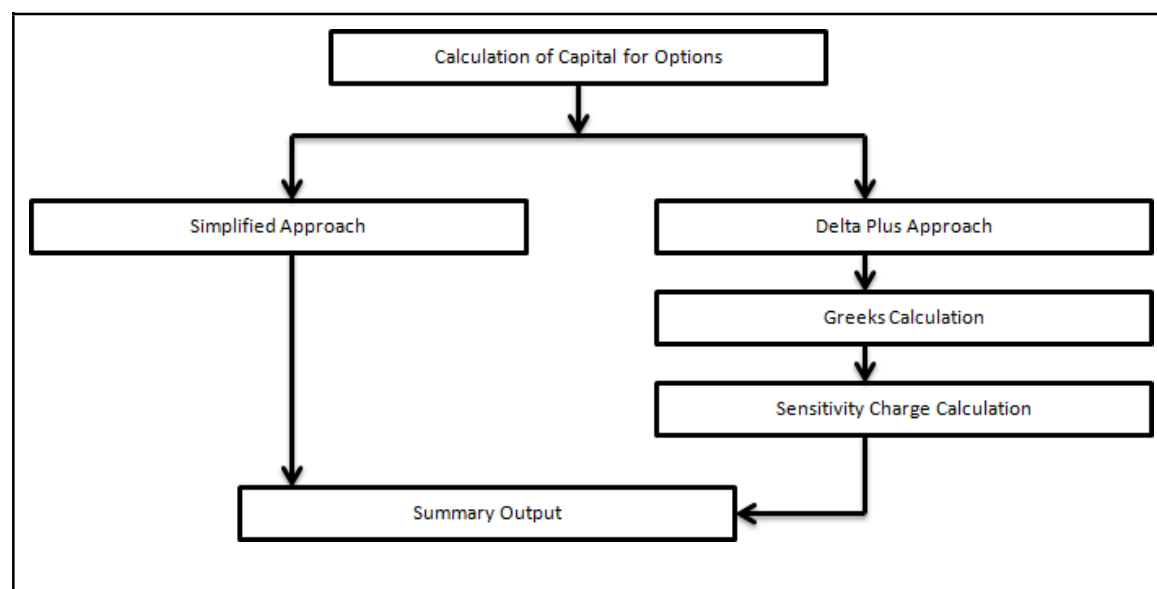 Calculation of Capital for Options
Simplified Approach
Delta Plus Approach
Greeks Calculation
Sensitivity Charge Calculation
Summary Output